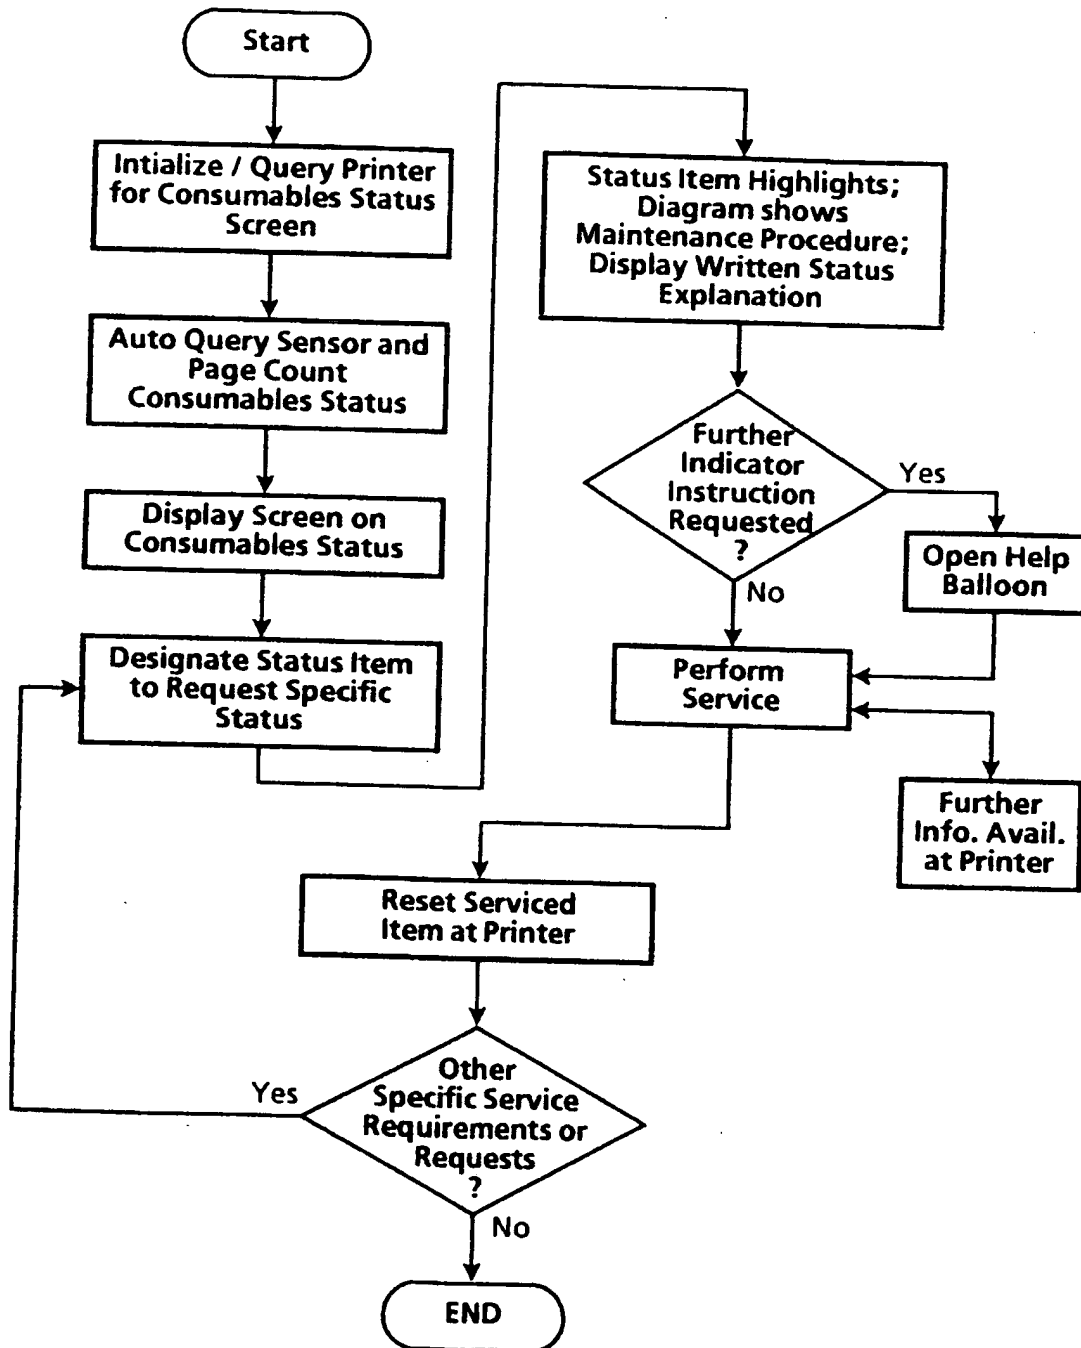 Start
Intialize / Query Printer
for Consumables Status
Screen
Auto Query Sensor and
Page Count
Consumables Status
Display Screen on
Consumables Status
Designate Status Item
to Request Specific
Status
Status Item Highlights;
Diagram shows
Maintenance Procedure;
Display Written Status
Explanation
Further
Indicator
Instruction
Requested
?
Yes
No
Open Help
Balloon
Perform
Service
Further
Info. Avail.
at Printer
Reset Serviced
Item at Printer
Other
Specific Service
Requirements or
Requests
?
Yes
No
END